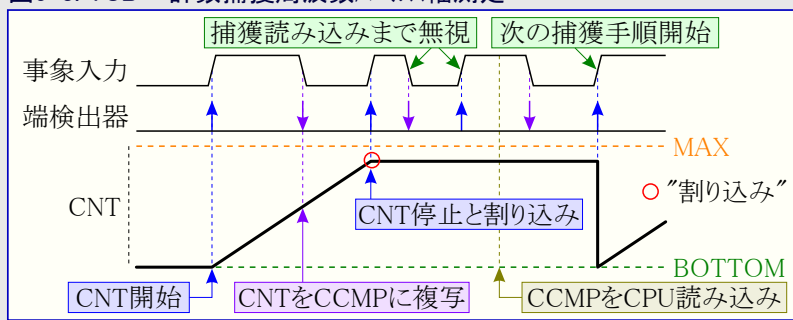 捕獲読み込みまで無視
次の捕獲手順開始
事象入力
端検出器
MAX
CNT
"割り込み"
CNT停止と割り込み
BOTTOM
CNT開始
CNTをCCMPに複写
CCMPをCPU読み込み